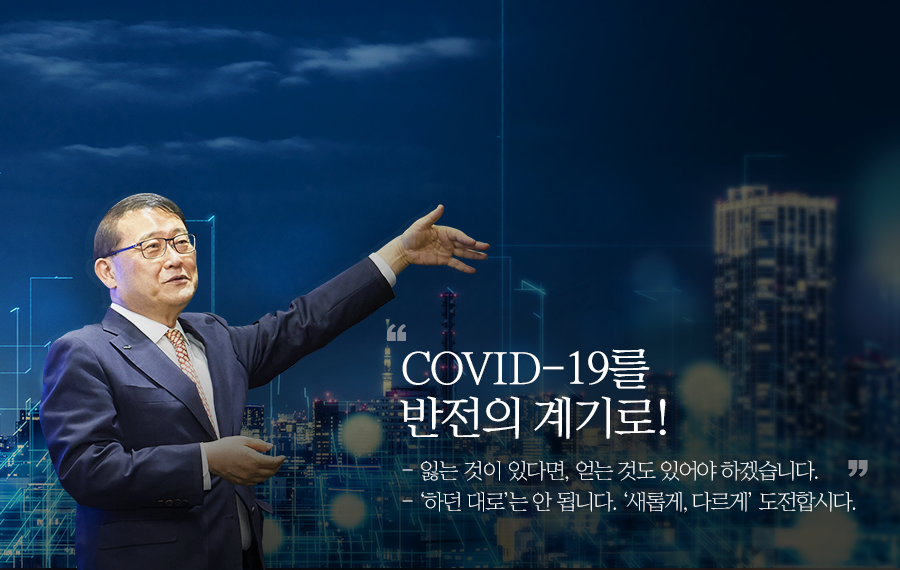 “
COVID-19를
반전의 계기로!
- 잃는 것이 있다면, 얻는 것도 있어야 하겠습니다. ”
- ‘하던 대로’는 안 됩니다. ‘새롭게, 다르게’ 도전합시다.